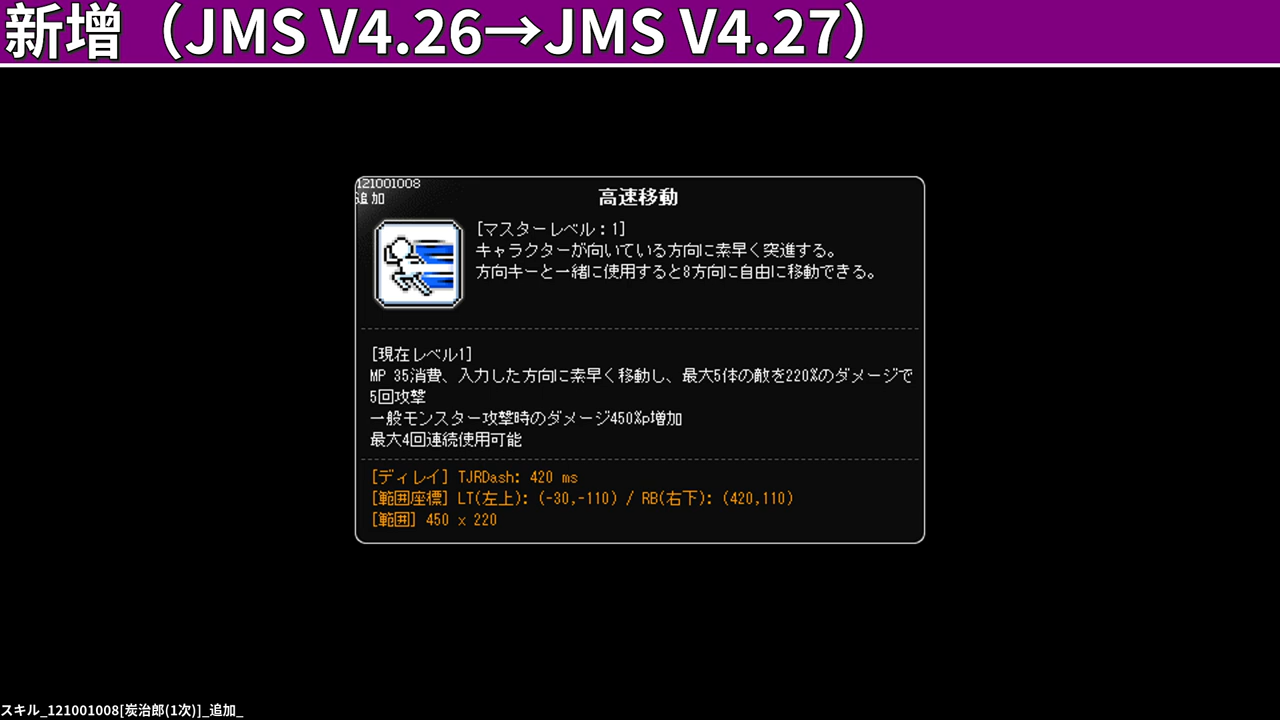 新増（JMS V4.26→JMS V4.27）
121001008
追加
高速移動
[マスターレベル：1]
キャラクターが向いている方向に素早く突進する。
方向キーと一緒に使用すると8方向に自由に移動できる。
[現在レベル1]
MP 35消費、入力した方向に素早く移動し、最大5体の敵を220%のダメージで
5回攻撃
一般モンスター攻撃時のダメージ450%p増加
最大4回連続使用可能
[ディレイ] TJRDash: 420 ms
[範囲座標] LT(左上): (-30,-110) / RB(右下): (420,110)
[範囲] 450 x 220
スキル_121001008[炭治郎(1次)]_追加_